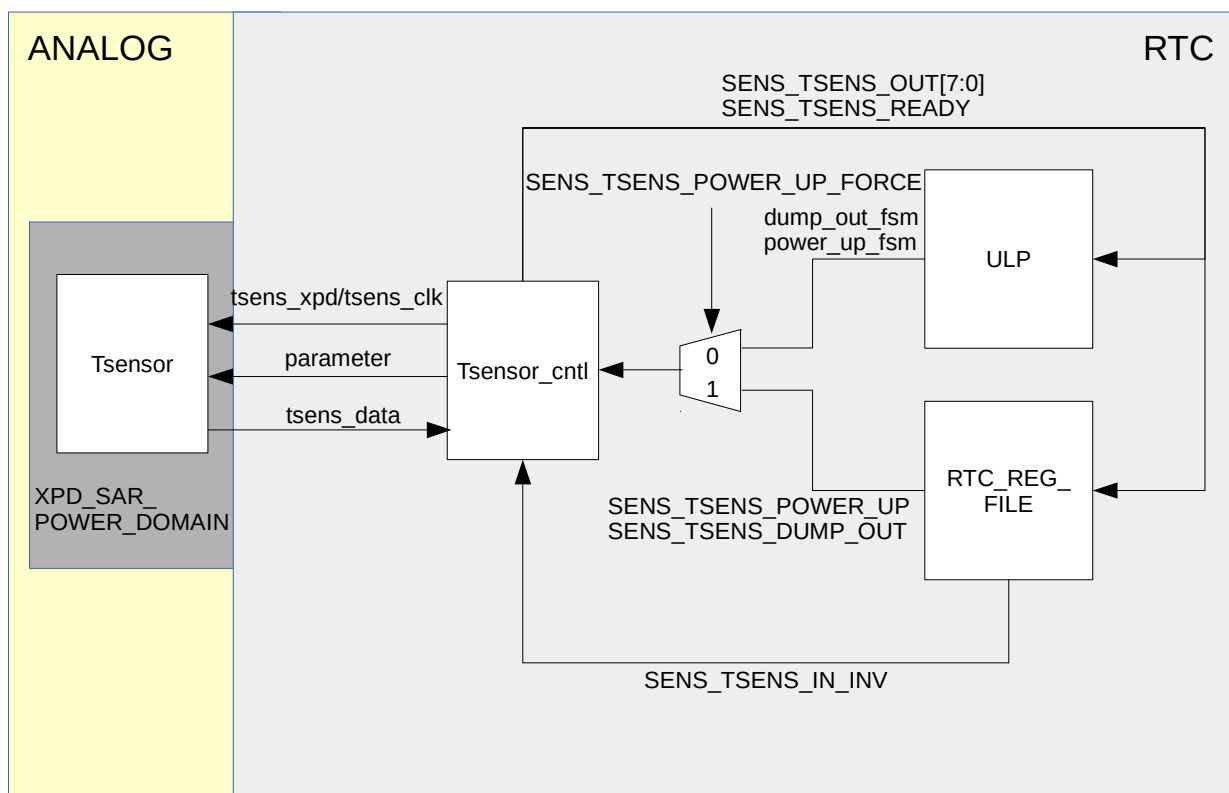 ANALOG
RTC
SENS_TSENS_OUT[7:0]
SENS_TSENS_READY
SENS_TSENS_POWER_UP_FORCE
dump_out_fsm
power_up_fsm
ULP
tsens_xpd/tsens_clk
Tsensor
parameter
Tsensor_cntl
0
1
tsens_data
XPD_SAR_
POWER_DOMAIN
RTC_REG_
FILE
SENS_TSENS_POWER_UP
SENS_TSENS_DUMP_OUT
SENS_TSENS_IN_INV